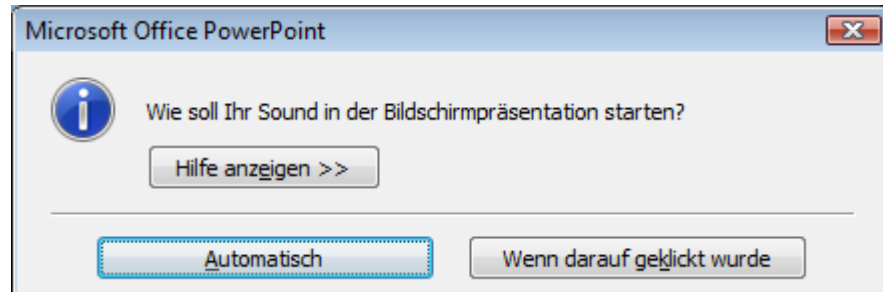 Microsoft Office PowerPoint
Wie soll Ihr Sound in der Bildschirmpräsentation starten?
Hilfe anzeigen >>
Automatisch
Wenn darauf geklickt wurde